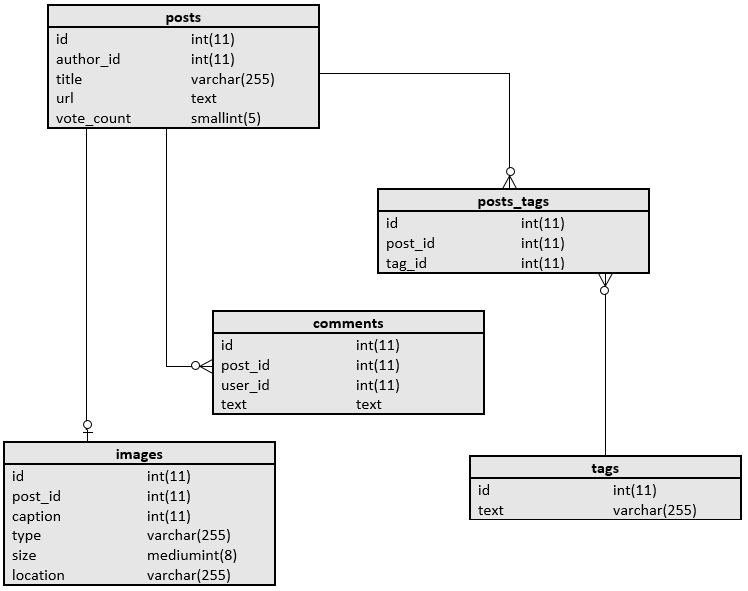 posts
id int(11)
author_id int(11)
title varchar(255)
url text
vote_count smallint(5)
posts_tags
id int(11)
post_id int(11)
tag_id int(11)
comments
id int(11)
post_id int(11)
user_id int(11)
text text
images
id int(11)
post_id int(11)
caption int(11)
type varchar(255)
size mediumint(8)
location varchar(255)
tags
id int(11)
text varchar(255)